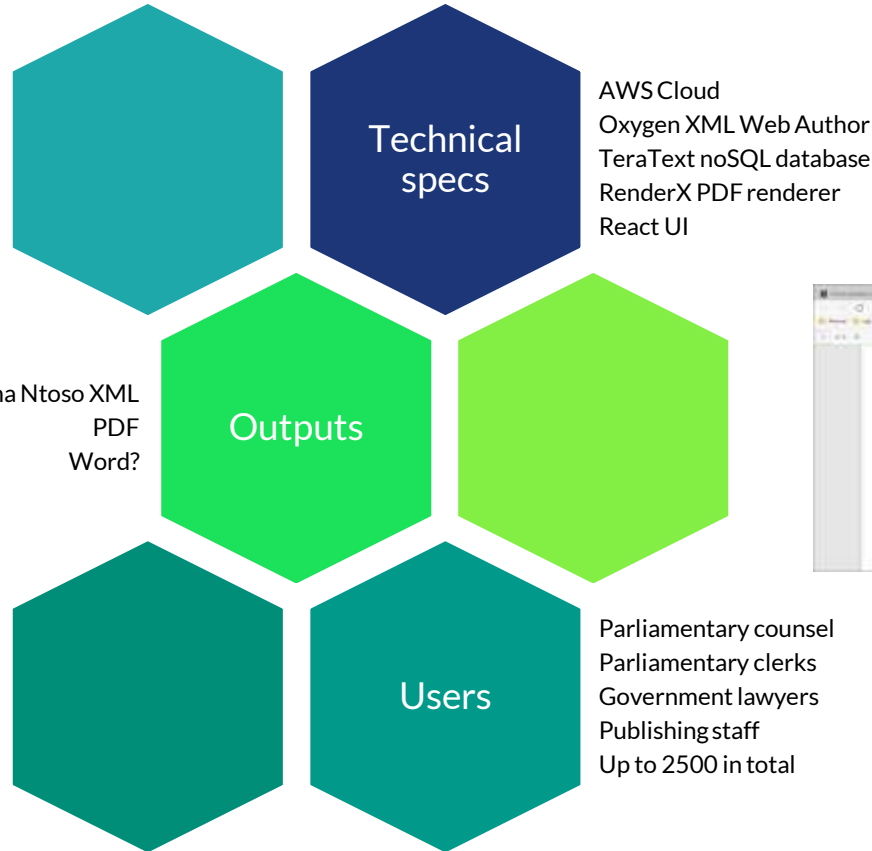 Technical
specs
AWS Cloud
Oxygen XML Web Author
TeraText noSQL database
RenderX PDF renderer
React UI
Ntoso XML
PDF
Word?
Outputs
Users
Parliamentary counsel
Parliamentary clerks
Government lawyers
Publishing staff
Up to 2500 in total